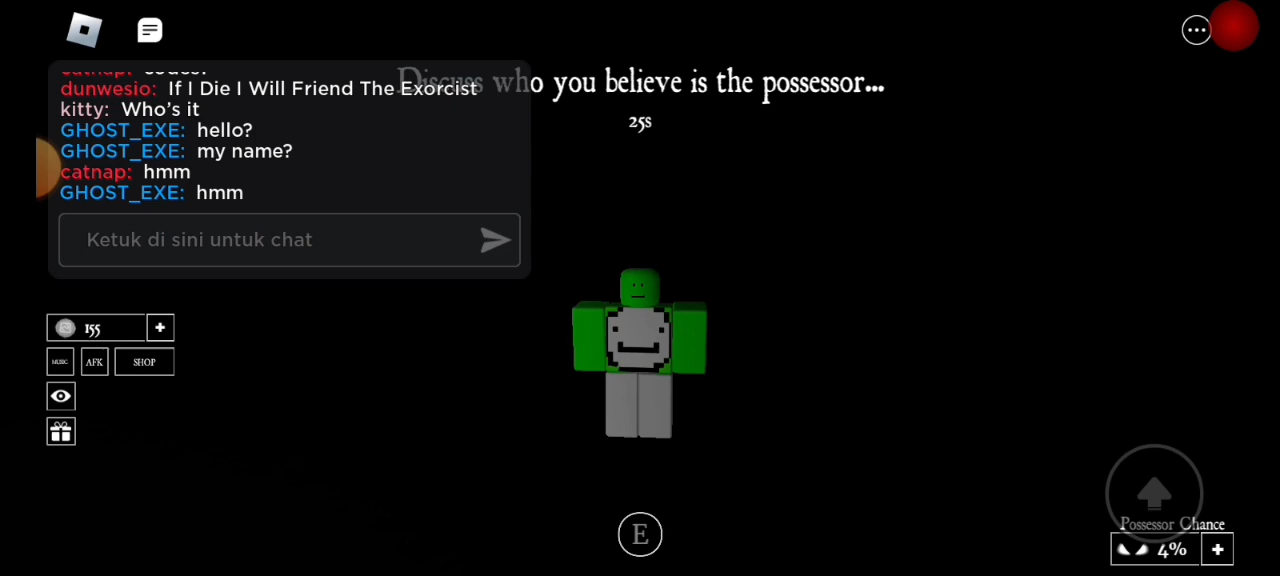 catnap: codes?
dunwesio: If I Die I Will Friend The Exorcist
kitty: Who's it
GHOST_EXE: hello?
GHOST_EXE: my name?
catnap: hmm
GHOST_EXE: hmm
Ketuk di sini untuk chat
Discuss who you believe is the possessor...
25s
155
+
MUSIC
AFK
SHOP
E
Possessor Chance
4%
+